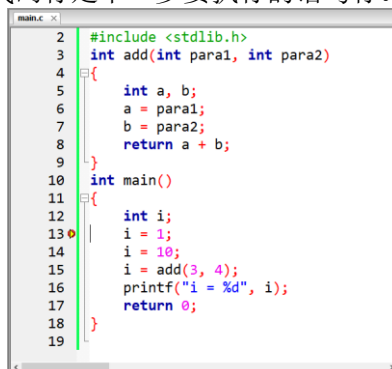 main.c ×
2 #include <stdlib.h>
3 int add(int para1, int para2)
4 {
5 int a, b;
6 a = para1;
7 b = para2;
8 return a + b;
9 }
10 int main()
11 {
12 int i;
13 i = 1;
14 i = 10;
15 i = add(3, 4);
16 printf("i = %d", i);
17 return 0;
18 }
19